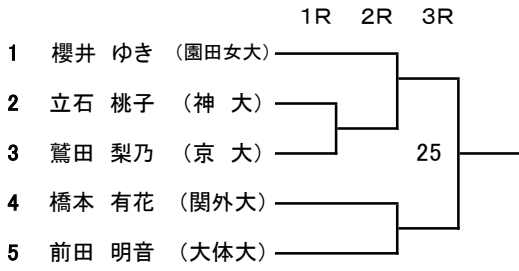 1R 2R 3R
1 櫻井 ゆき (園田女大)
2 立石 桃子 (神 大)
3 鷲田 梨乃 (京 大) 25
4 橋本 有花 (関外大)
5 前田 明音 (大体大)